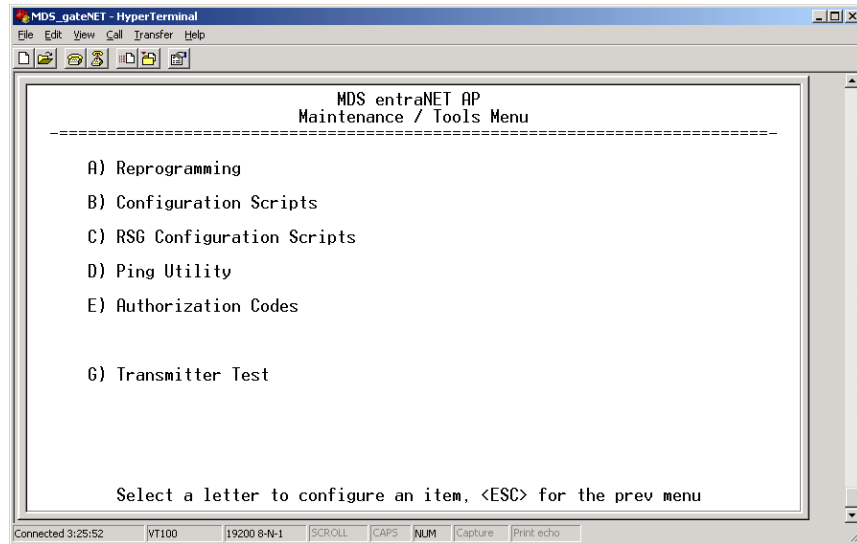 MDS_gateNET - HyperTerminal
File Edit View Call Transfer Help
MDS entraNET AP
Maintenance / Tools Menu
-==========================================================================-
A) Reprogramming
B) Configuration Scripts
C) RSG Configuration Scripts
D) Ping Utility
E) Authorization Codes
G) Transmitter Test
Select a letter to configure an item, <ESC> for the prev menu
Connected 3:25:52 VT100 19200 8-N-1 SCROLL CAPS NUM Capture Print echo